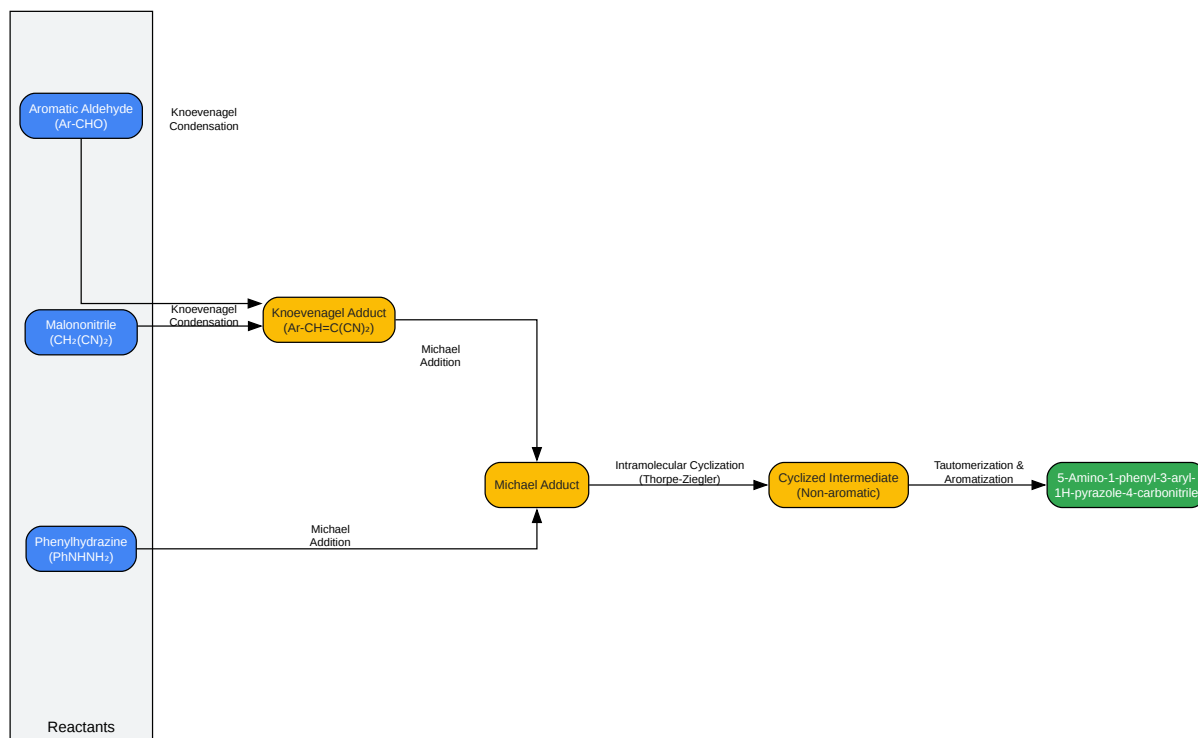 Aromatic Aldehyde
(Ar-CHO)
Knoevenagel
Condensation
Malononitrile
(CH₂(CN)₂)
Knoevenagel
Condensation
Knoevenagel Adduct
(Ar-CH=C(CN)₂)
Michael
Addition
Michael Adduct
Intramolecular Cyclization
(Thorpe-Ziegler)
Cyclized Intermediate
(Non-aromatic)
Tautomerization &
Aromatization
5-Amino-1-phenyl-3-aryl-
1H-pyrazole-4-carbonitrile
Phenylhydrazine
(PhNHNH₂)
Michael
Addition
Reactants